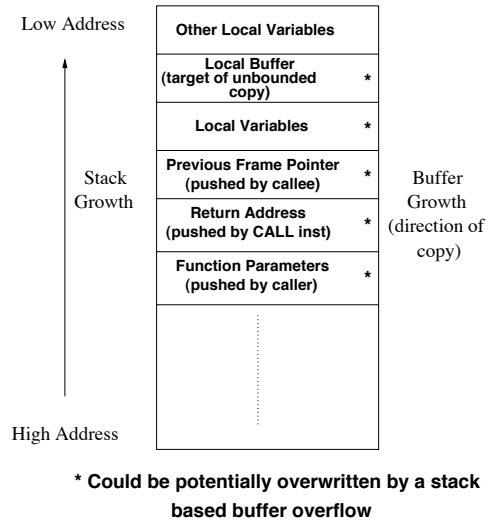 Low Address
Other Local Variables
Local Buffer
(target of unbounded
copy) *
Local Variables *
Previous Frame Pointer
(pushed by callee) *
Stack
Growth
Return Address
(pushed by CALL inst) *
Buffer
Growth
(direction of
copy)
Function Parameters
(pushed by caller) *
High Address
* Could be potentially overwritten by a stack
based buffer overflow